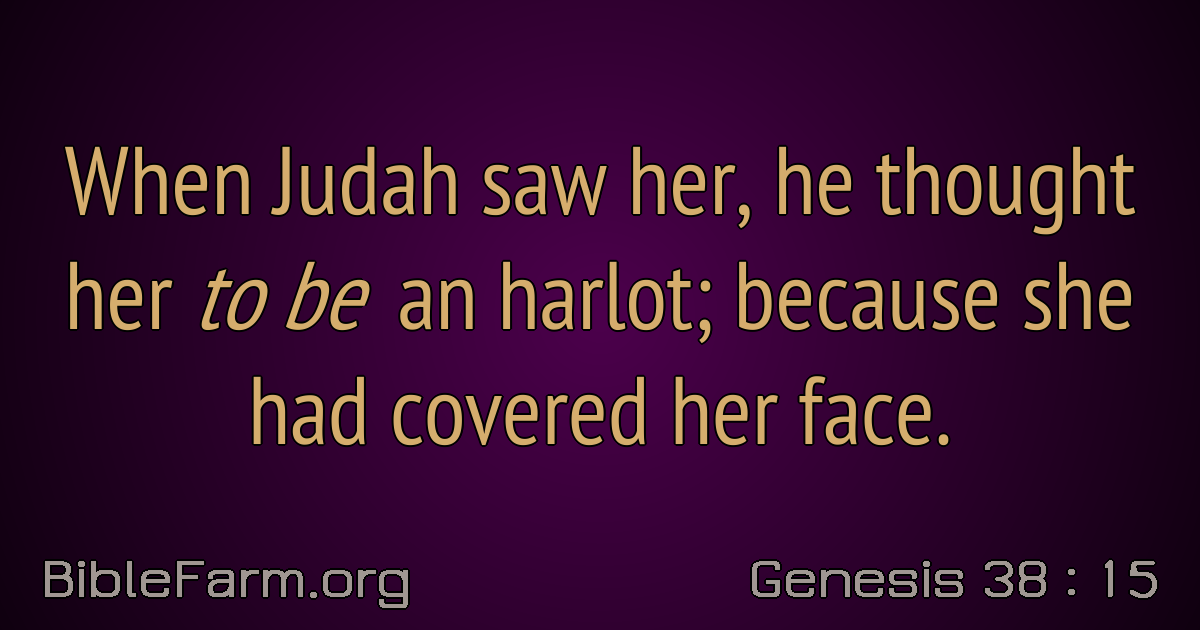 When Judah saw her, he thought
her to be an harlot; because she
had covered her face.
BibleFarm.org
Genesis 38 : 15